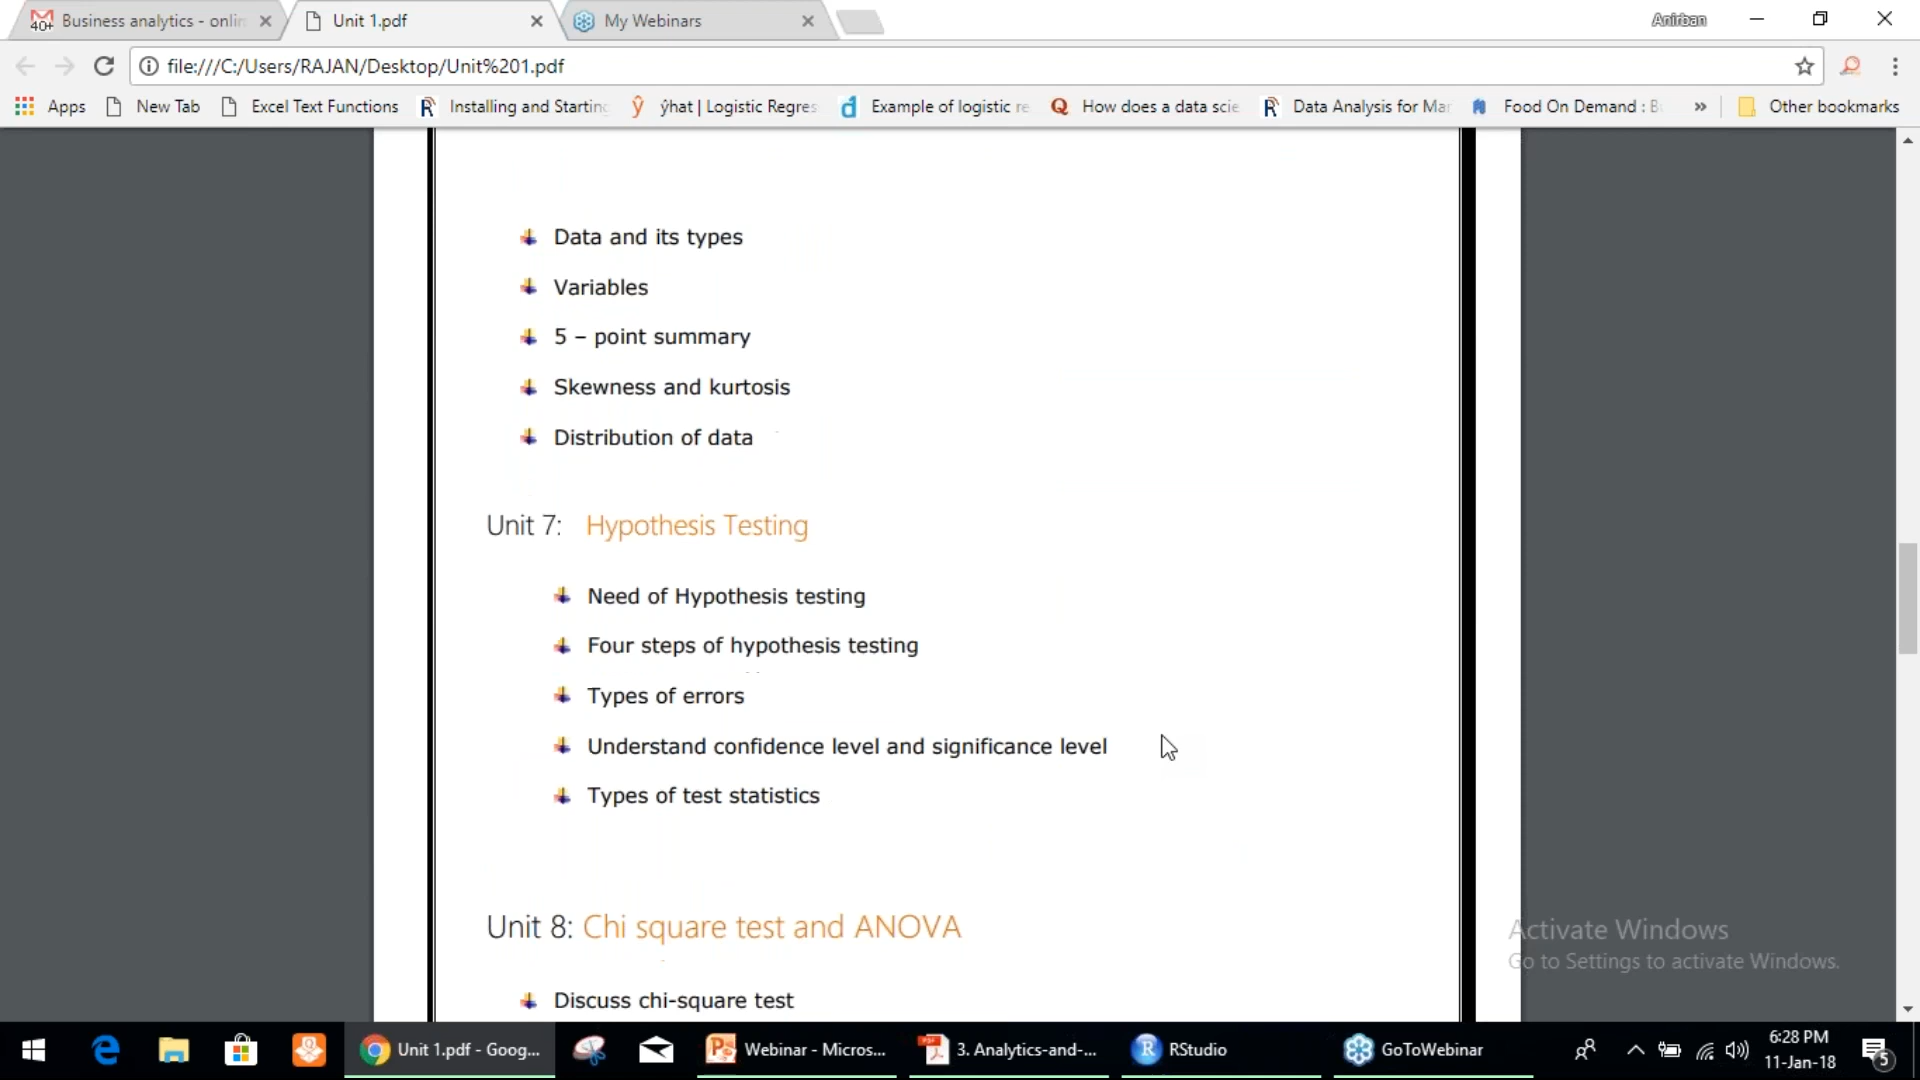 Business analytics - onlin
Unit 1.pdf
My Webinars
Anirban
file:///C:/Users/RAJAN/Desktop/Unit%201.pdf
Apps
New Tab
Excel Text Functions
Installing and Starting
ŷhat | Logistic Regres
Example of logistic re
How does a data scie
Data Analysis for Mar
Food On Demand : B
»
Other bookmarks
Data and its types
Variables
5 – point summary
Skewness and kurtosis
Distribution of data
Unit 7: Hypothesis Testing
Need of Hypothesis testing
Four steps of hypothesis testing
Types of errors
Understand confidence level and significance level
Types of test statistics
Unit 8: Chi square test and ANOVA
Discuss chi-square test
Activate Windows
Go to Settings to activate Windows.
Unit 1.pdf - Goog...
Webinar - Micros...
3. Analytics-and-...
RStudio
GoToWebinar
6:28 PM
11-Jan-18
5